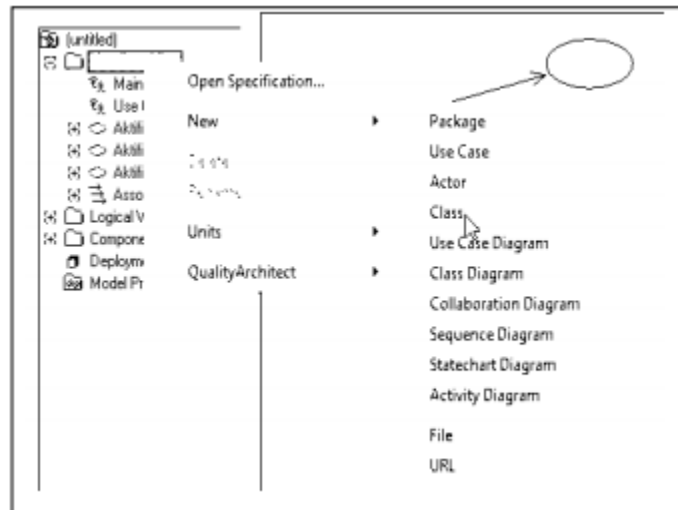 (untitled)
Main
Use
Aktifi
Aktifi
Aktifi
Asso
Logical V
Compone
Deployme
Model Pr
Open Specification...
New
Units
QualityArchitect
Package
Use Case
Actor
Class
Use Case Diagram
Class Diagram
Collaboration Diagram
Sequence Diagram
Statechart Diagram
Activity Diagram
File
URL